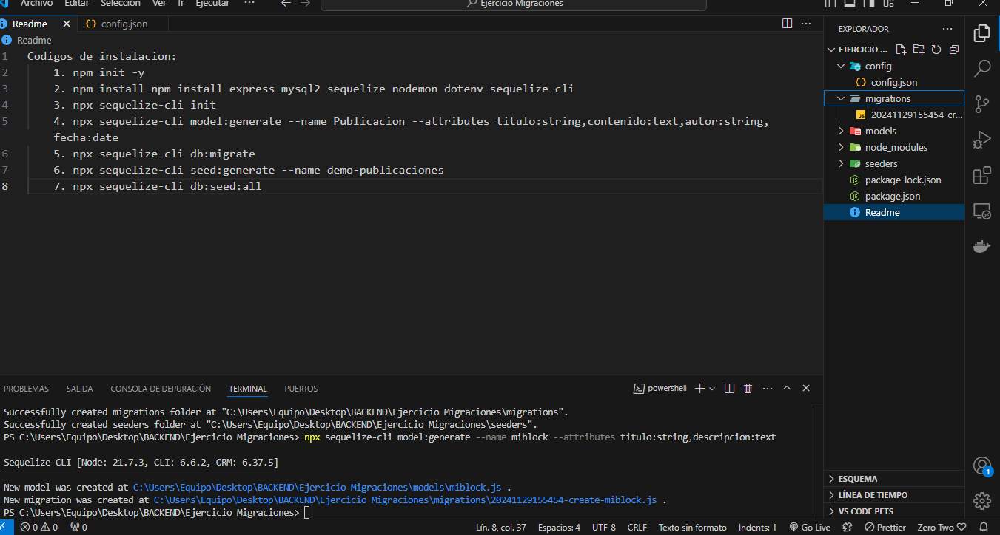 Archivo Editar Selección Ver Ir Ejecutar ··· Ejercicio Migraciones
Readme config.json
Readme
1 Codigos de instalacion:
2 1. npm init -y
3 2. npm install npm install express mysql2 sequelize nodemon dotenv sequelize-cli
4 3. npx sequelize-cli init
5 4. npx sequelize-cli model:generate --name Publicacion --attributes titulo:string,contenido:text,autor:string,
fecha:date
6 5. npx sequelize-cli db:migrate
7 6. npx sequelize-cli seed:generate --name demo-publicaciones
8 7. npx sequelize-cli db:seed:all
EXPLORADOR
EJERCICIO ...
config
config.json
migrations
20241129155454-cr...
models
node_modules
seeders
package-lock.json
package.json
Readme
PROBLEMAS SALIDA CONSOLA DE DEPURACIÓN TERMINAL PUERTOS powershell
Successfully created migrations folder at "C:\Users\Equipo\Desktop\BACKEND\Ejercicio Migraciones\migrations".
Successfully created seeders folder at "C:\Users\Equipo\Desktop\BACKEND\Ejercicio Migraciones\seeders".
PS C:\Users\Equipo\Desktop\BACKEND\Ejercicio Migraciones> npx sequelize-cli model:generate --name miblock --attributes titulo:string,descripcion:text
Sequelize CLI [Node: 21.7.3, CLI: 6.6.2, ORM: 6.37.5]
New model was created at C:\Users\Equipo\Desktop\BACKEND\Ejercicio Migraciones\models\miblock.js .
New migration was created at C:\Users\Equipo\Desktop\BACKEND\Ejercicio Migraciones\migrations\20241129155454-create-miblock.js .
PS C:\Users\Equipo\Desktop\BACKEND\Ejercicio Migraciones>
ESQUEMA
LÍNEA DE TIEMPO
VS CODE PETS
1
0 0 0 Lín. 8, col. 37 Espacios: 4 UTF-8 CRLF Texto sin formato Indents: 1 Go Live Prettier Zero Two